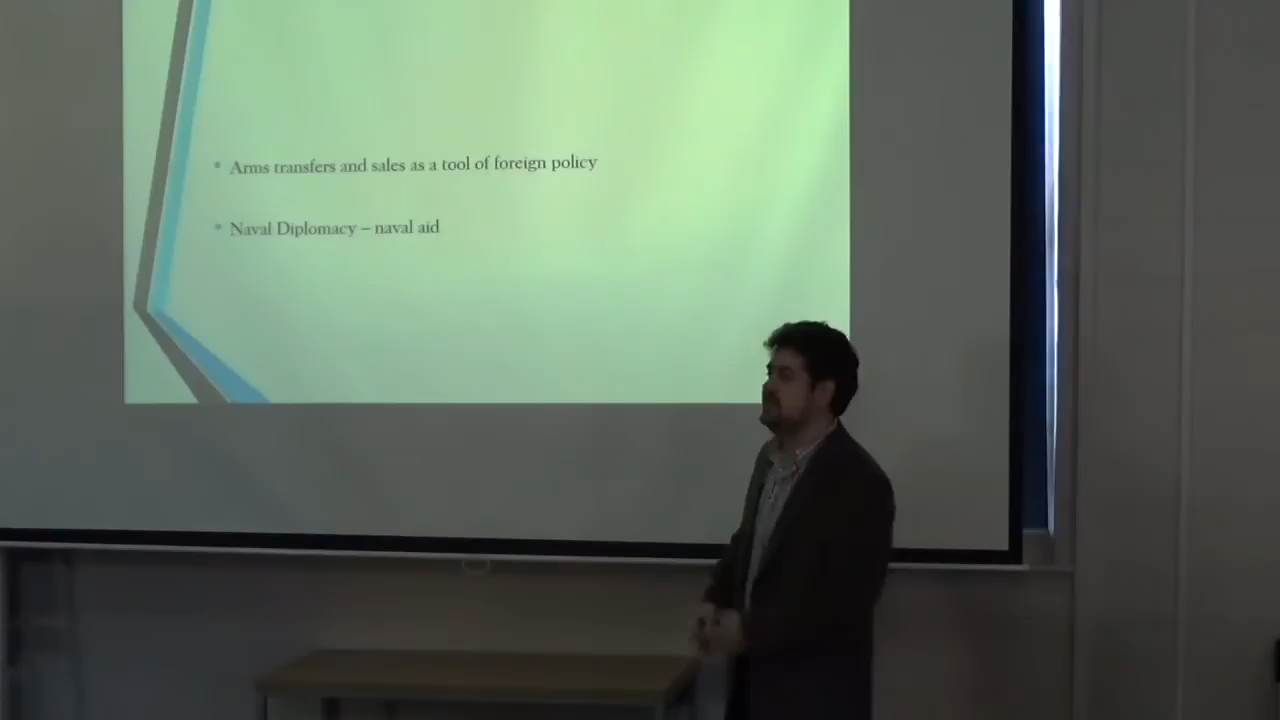 Arms transfers and sales as a tool of foreign policy
Naval Diplomacy – naval aid